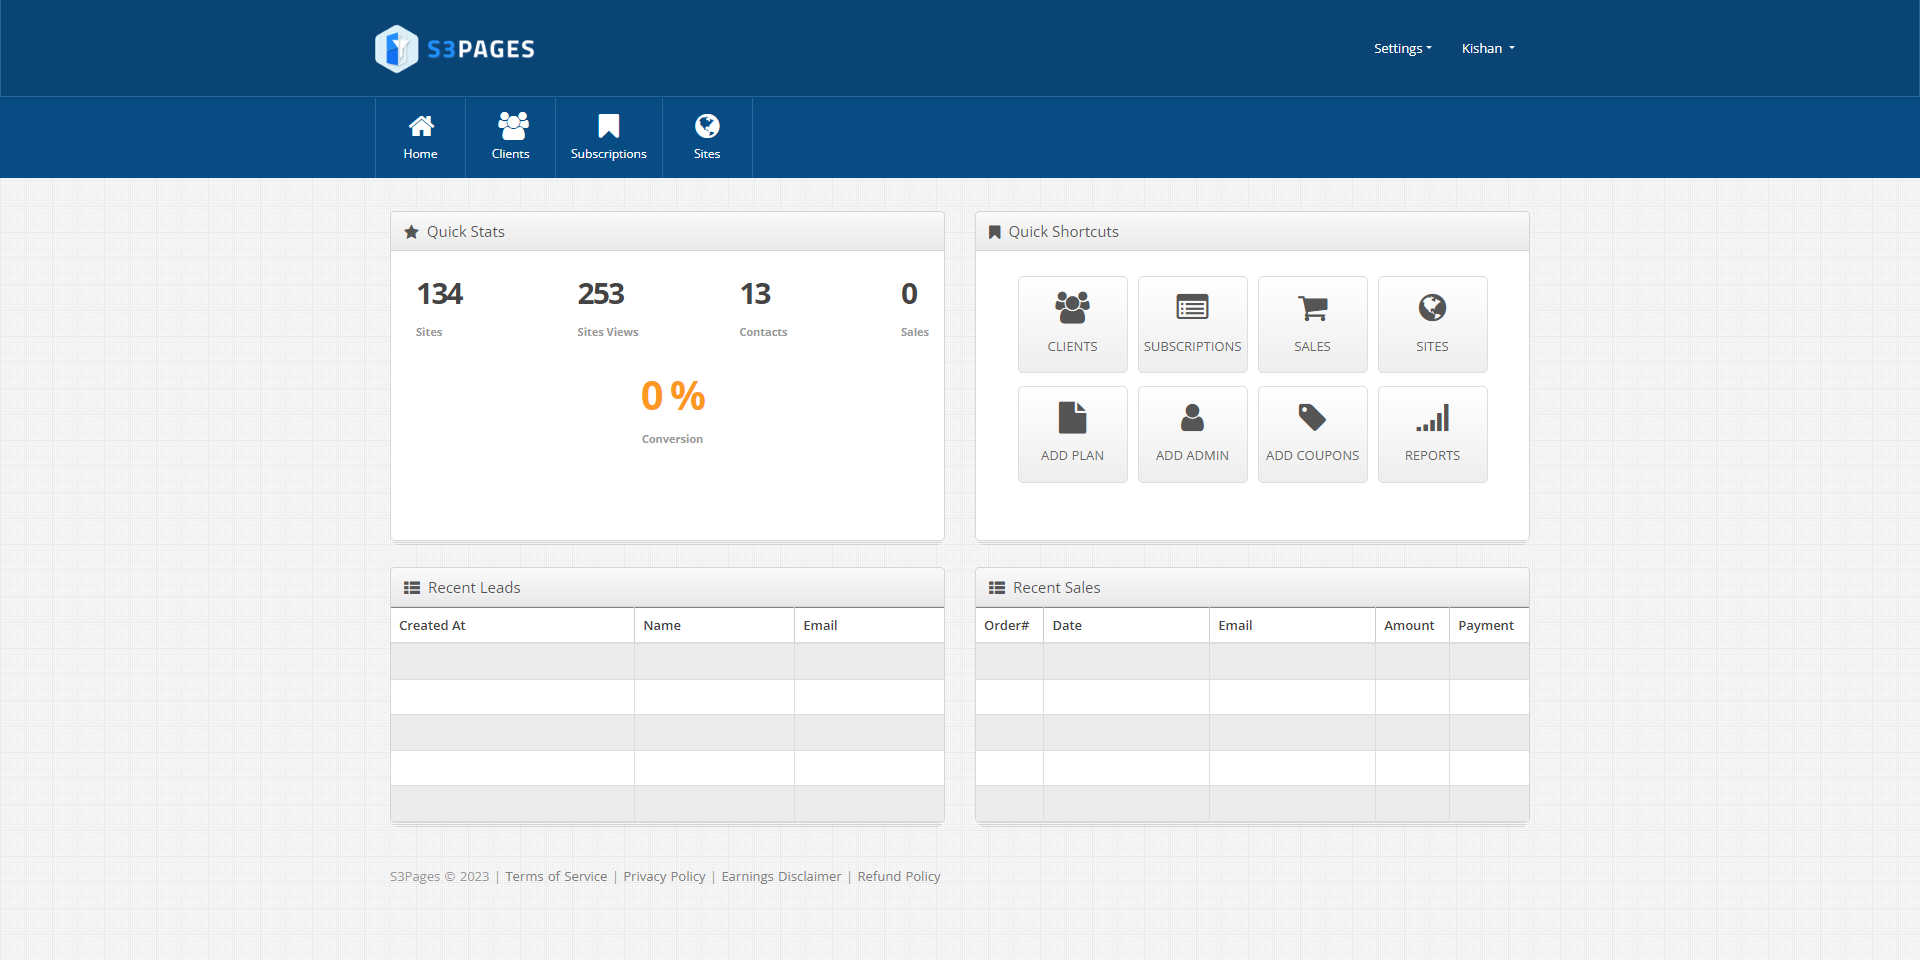 S3PAGES
Settings
Kishan
Home
Clients
Subscriptions
Sites
Quick Stats
134
253
13
0
Sites
Sites Views
Contacts
Sales
0 %
Conversion
Quick Shortcuts
CLIENTS
SUBSCRIPTIONS
SALES
SITES
ADD PLAN
ADD ADMIN
ADD COUPONS
REPORTS
Recent Leads
Created At
Name
Email
Recent Sales
Order#
Date
Email
Amount
Payment
S3Pages © 2023 | Terms of Service | Privacy Policy | Earnings Disclaimer | Refund Policy